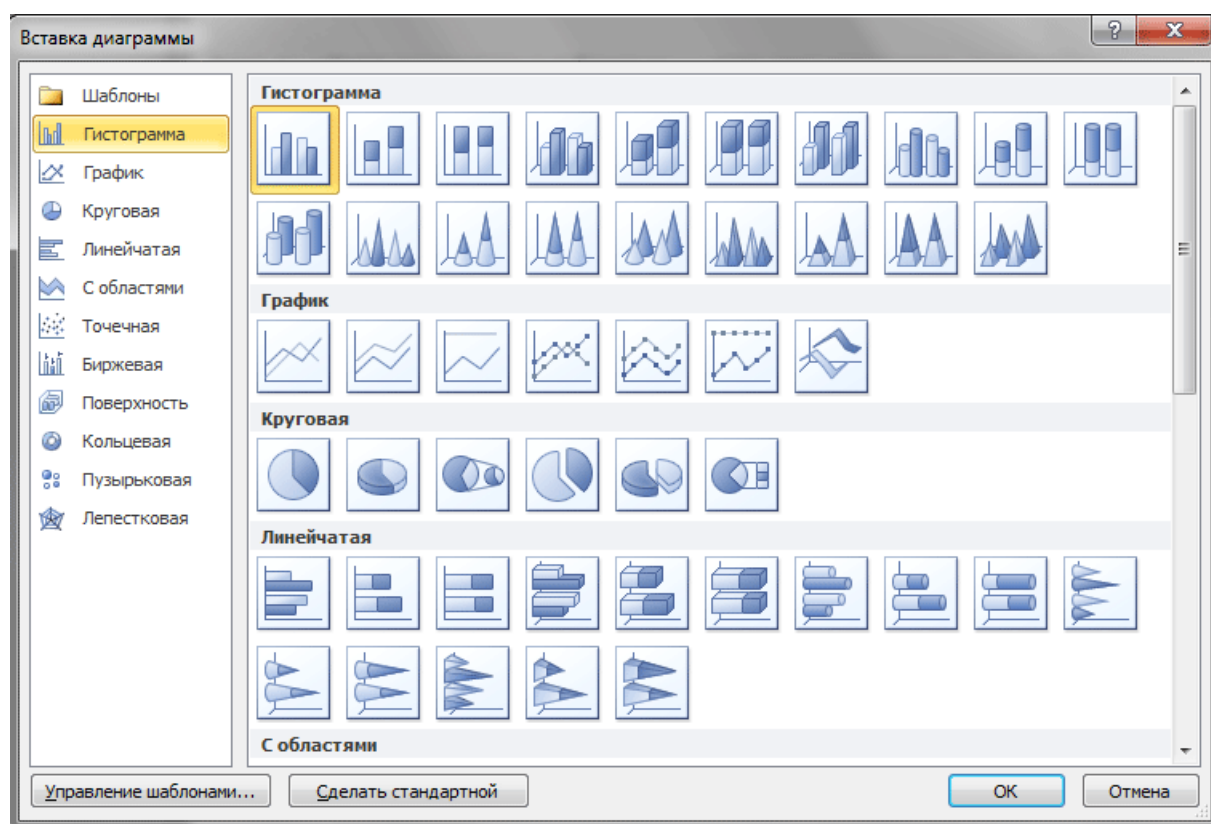 Вставка диаграммы
Шаблоны
Гистограмма
График
Круговая
Линейчатая
С областями
Точечная
Биржевая
Поверхность
Кольцевая
Пузырьковая
Лепестковая
Гистограмма
График
Круговая
Линейчатая
С областями
Управление шаблонами...
Сделать стандартной
ОК
Отмена